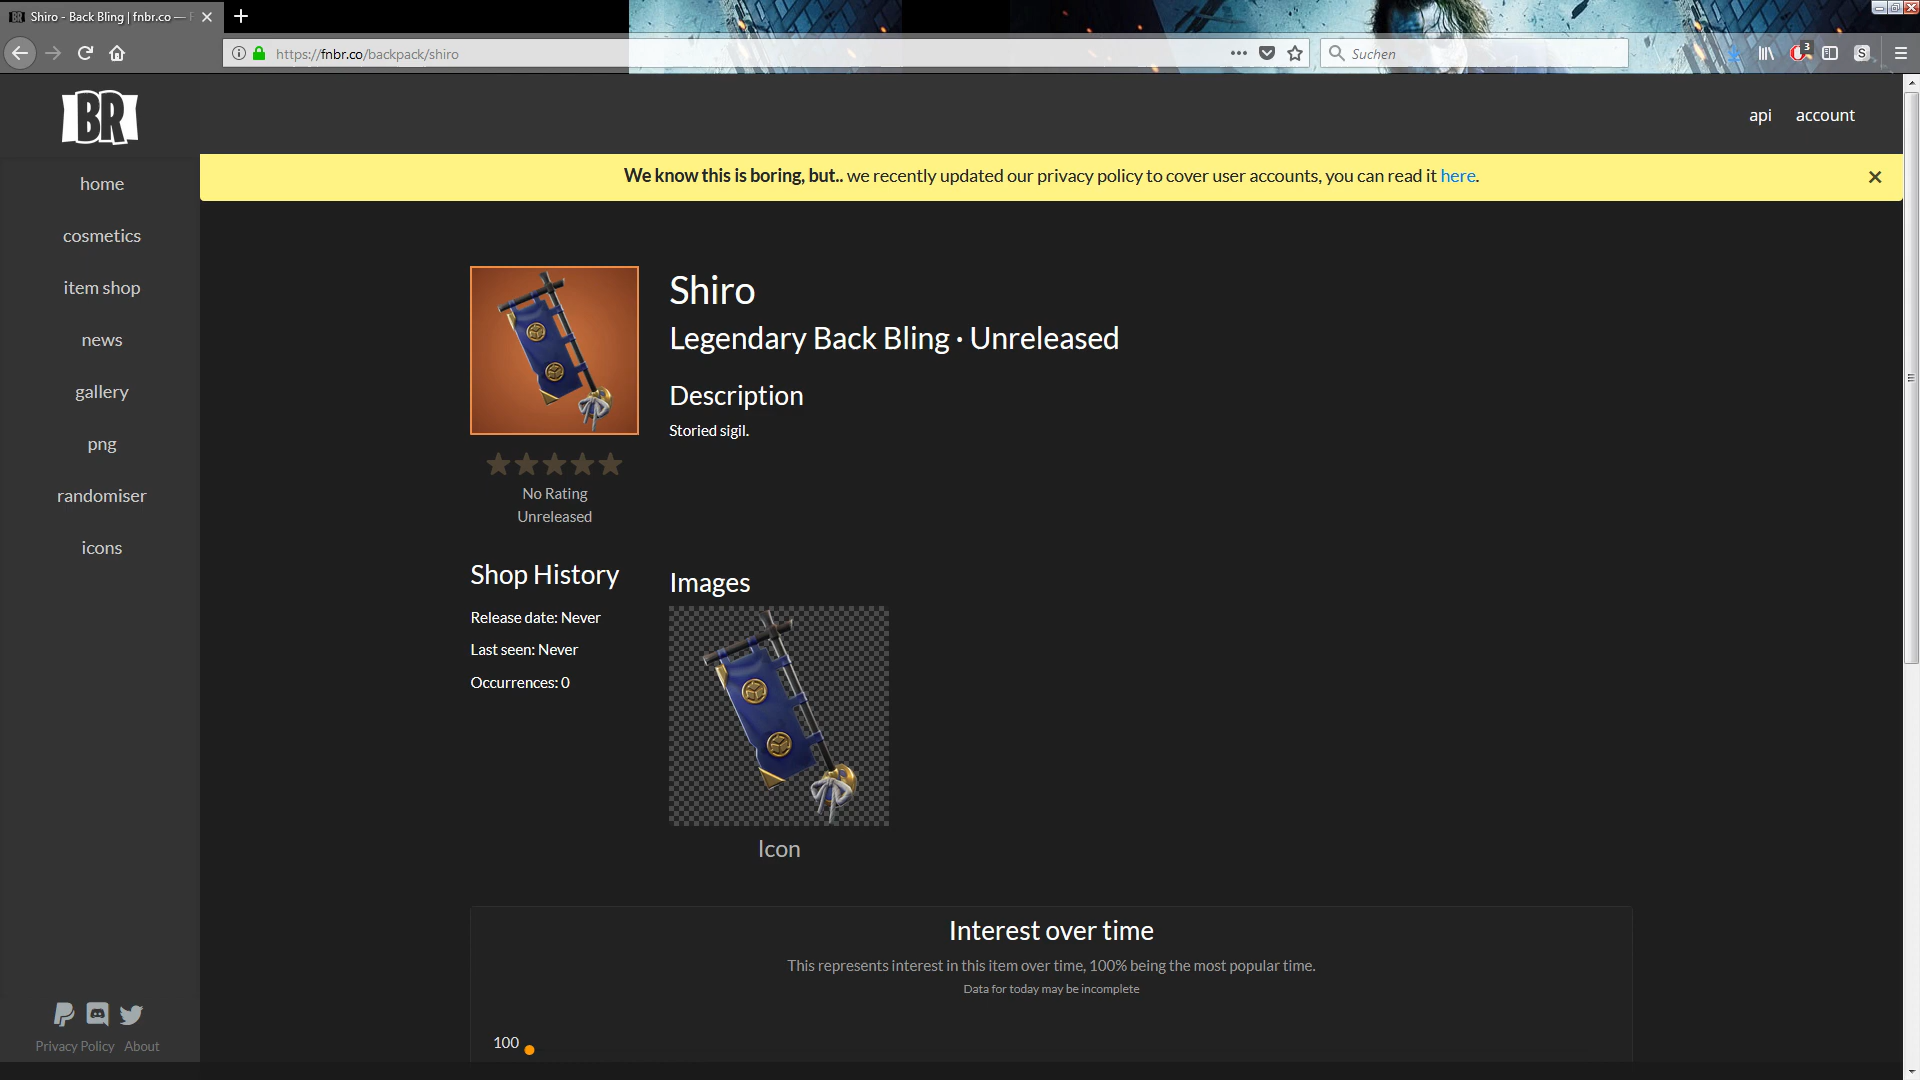 Shiro - Back Bling | fnbr.co —
https://fnbr.co/backpack/shiro
Suchen
3
S
BR
api
account
We know this is boring, but.. we recently updated our privacy policy to cover user accounts, you can read it here.
home
cosmetics
item shop
news
gallery
png
randomiser
icons
Shiro
Legendary Back Bling · Unreleased
Description
Storied sigil.
No Rating
Unreleased
Shop History
Release date: Never
Last seen: Never
Occurrences: 0
Images
Icon
Interest over time
This represents interest in this item over time, 100% being the most popular time.
Data for today may be incomplete
100
Privacy Policy
About